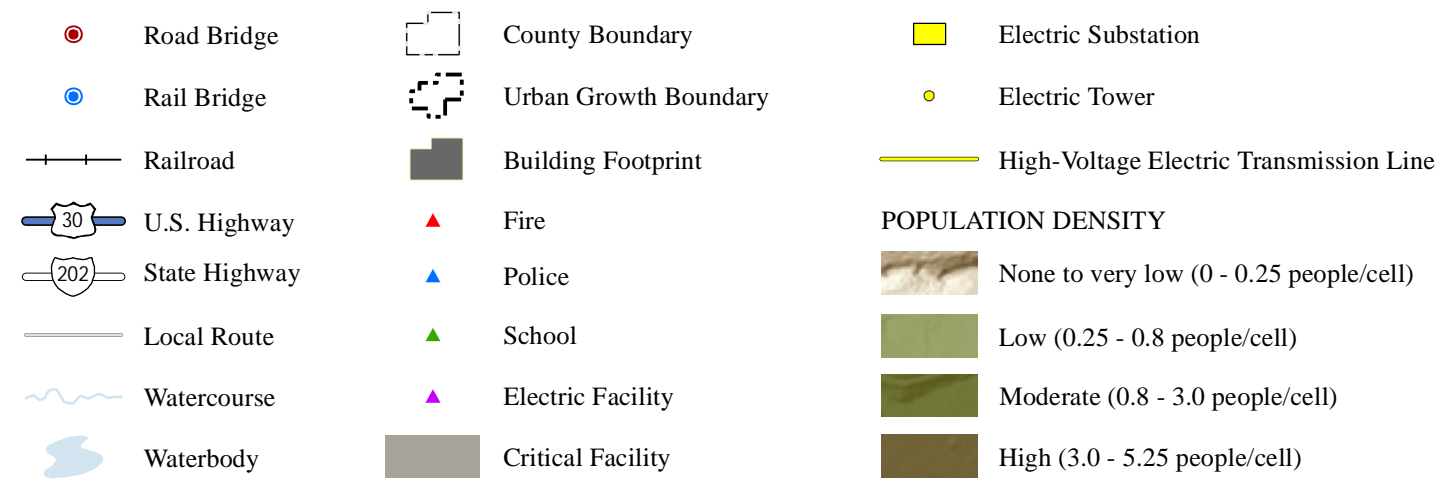 Road Bridge
Rail Bridge
Railroad
30
U.S. Highway
202
State Highway
Local Route
Watercourse
Waterbody
County Boundary
Urban Growth Boundary
Building Footprint
Fire
Police
School
Electric Facility
Critical Facility
Electric Substation
Electric Tower
High-Voltage Electric Transmission Line
POPULATION DENSITY
None to very low (0 - 0.25 people/cell)
Low (0.25 - 0.8 people/cell)
Moderate (0.8 - 3.0 people/cell)
High (3.0 - 5.25 people/cell)